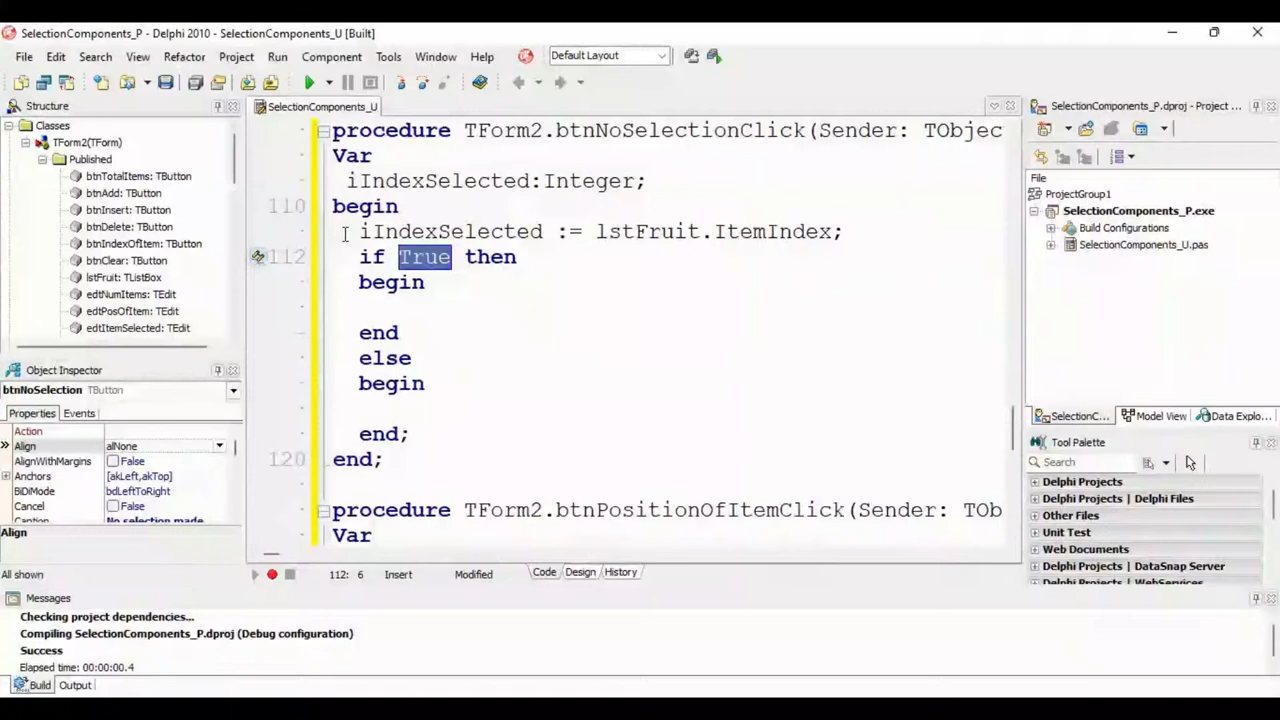 SelectionComponents_P - Delphi 2010 - SelectionComponents_U [Built]
File Edit Search View Refactor Project Run Component Tools Window Help Default Layout
Structure
Classes
TForm2(TForm)
Published
btnTotalItems: TButton
btnAdd: TButton
btnInsert: TButton
btnDelete: TButton
btnIndexOfItem: TButton
btnClear: TButton
lstFruit: TListBox
edtNumItems: TEdit
edtPosOfItem: TEdit
edtItemSelected: TEdit
Object Inspector
btnNoSelection TButton
Properties Events
Action
Align alNone
AlignWithMargins False
Anchors [akLeft,akTop]
BiDiMode bdLeftToRight
Cancel False
Caption No selection made
Align
All shown
SelectionComponents_U
procedure TForm2.btnNoSelectionClick(Sender: TObjec
Var
iIndexSelected:Integer;
110 begin
iIndexSelected := lstFruit.ItemIndex;
112 if True then
begin
end
else
begin
end;
120 end;
procedure TForm2.btnPositionOfItemClick(Sender: TOb
Var
112: 6 Insert Modified Code Design History
SelectionComponents_P.dproj - Project ...
File
ProjectGroup1
SelectionComponents_P.exe
Build Configurations
SelectionComponents_U.pas
SelectionC... Model View Data Explo...
Tool Palette
Search
Delphi Projects
Delphi Projects | Delphi Files
Other Files
Unit Test
Web Documents
Delphi Projects | DataSnap Server
Delphi Projects | WebServices
Messages
Checking project dependencies...
Compiling SelectionComponents_P.dproj (Debug configuration)
Success
Elapsed time: 00:00:00.4
Build Output